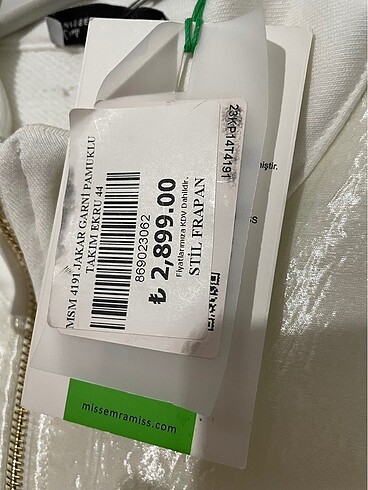 MSM 4191 JAKAR GARNİ PAMUKLU
TAKIM EKRU 44
869023062
₺ 2,899.00
Fiyatlarımıza KDV Dahildir.
STİL FRAPAN
23KP14T4191
missemramiss.com